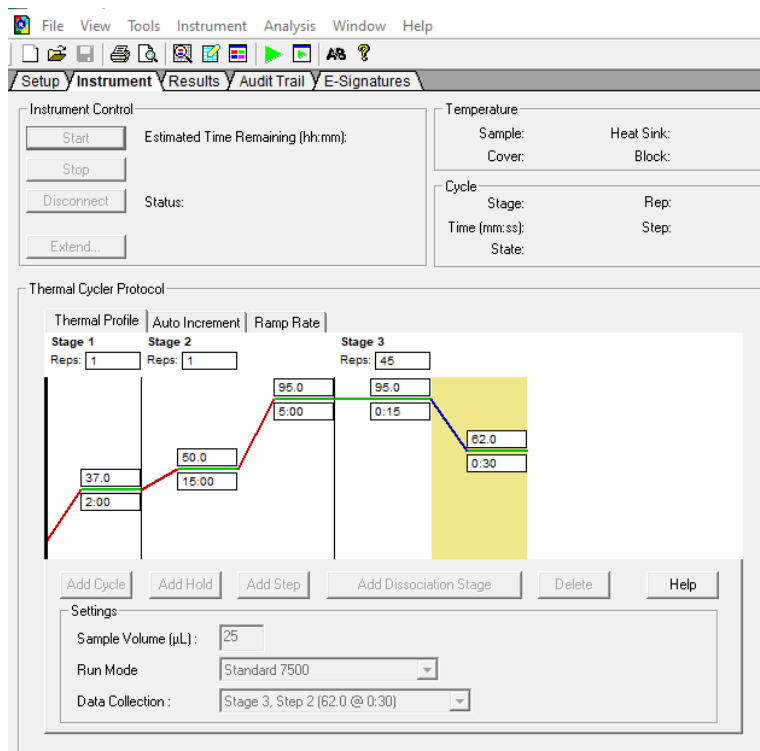 File View Tools Instrument Analysis Window Help
Setup Instrument Results Audit Trail E-Signatures
Instrument Control
Start Estimated Time Remaining (hh:mm):
Stop
Disconnect Status:
Extend...
Temperature
Sample: Heat Sink:
Cover: Block:
Cycle
Stage: Rep:
Time (mm:ss): Step:
State:
Thermal Cycler Protocol
Thermal Profile Auto Increment Ramp Rate
Stage 1 Stage 2 Stage 3
Reps: 1 Reps: 1 Reps: 45
95.0 95.0
5:00 0:15
62.0
0:30
50.0
15:00
37.0
2:00
Add Cycle Add Hold Add Step Add Dissociation Stage Delete Help
Settings
Sample Volume (µL) : 25
Run Mode Standard 7500
Data Collection : Stage 3, Step 2 (62.0 @ 0:30)